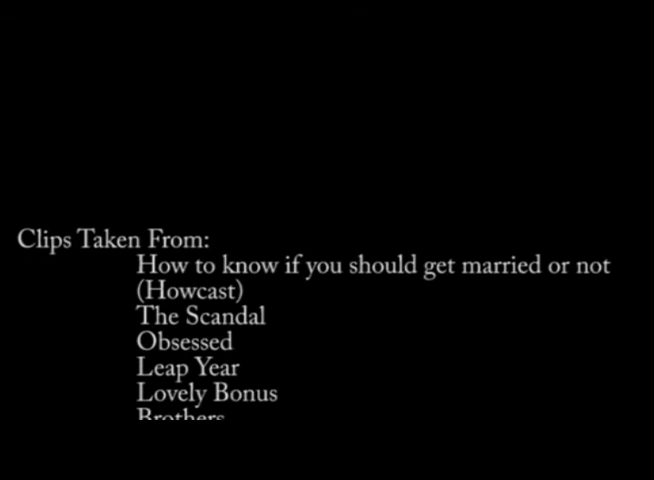 Clips Taken From:
How to know if you should get married or not
(Howcast)
The Scandal
Obsessed
Leap Year
Lovely Bonus
Brothers